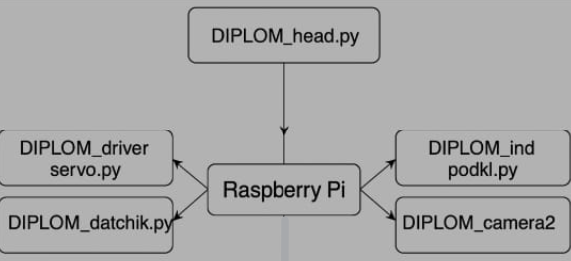 DIPLOM_head.py
DIPLOM_driver
servo.py
DIPLOM_ind
podkl.py
Raspberry Pi
DIPLOM_datchik.py
DIPLOM_camera2